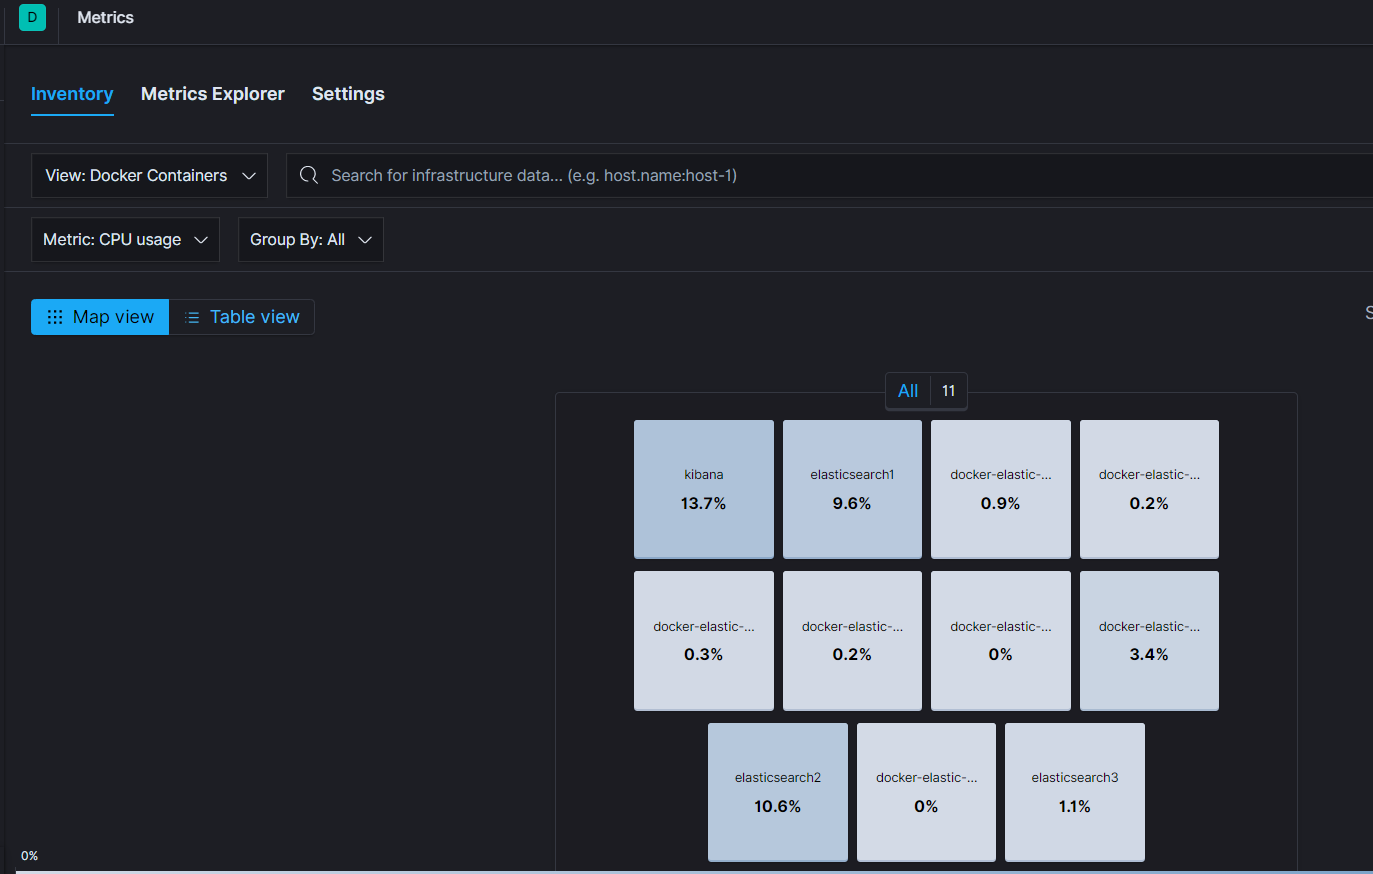 D Metrics
Inventory Metrics Explorer Settings
View: Docker Containers Search for infrastructure data... (e.g. host.name:host-1)
Metric: CPU usage Group By: All
Map view Table view
S
All 11
kibana elasticsearch1 docker-elastic-... docker-elastic-...
13.7% 9.6% 0.9% 0.2%
docker-elastic-... docker-elastic-... docker-elastic-... docker-elastic-...
0.3% 0.2% 0% 3.4%
elasticsearch2 docker-elastic-... elasticsearch3
10.6% 0% 1.1%
0%